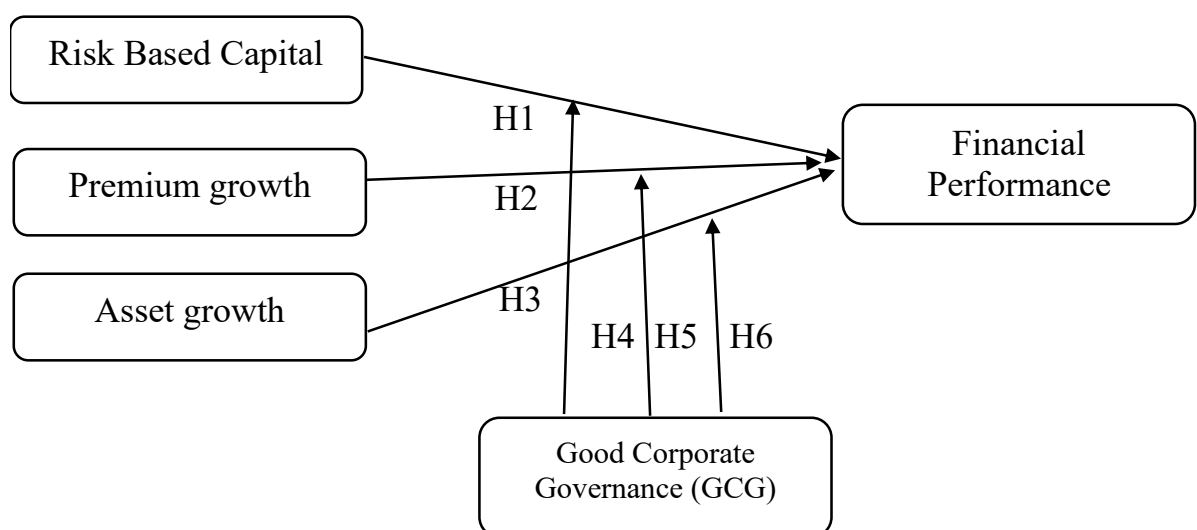 Risk Based Capital
H1
Financial
Performance
Premium growth
H2
Asset growth
H3
H4
H5
H6
Good Corporate
Governance (GCG)